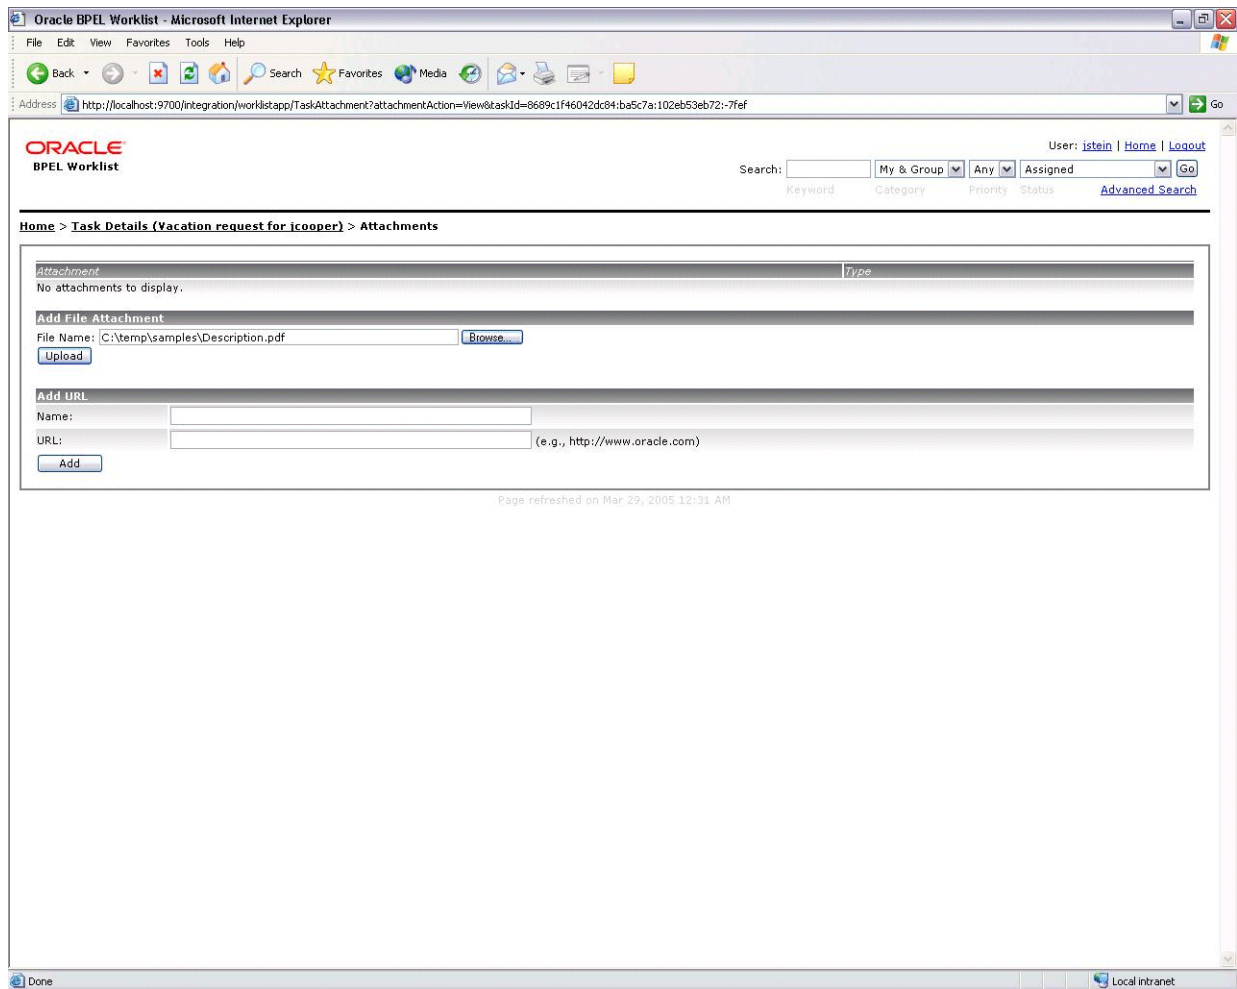 Oracle BPEL Worklist - Microsoft Internet Explorer
File Edit View Favorites Tools Help
Back Search Favorites Media
Address http://localhost:9700/integration/worklistapp/TaskAttachment?attachmentAction=View&taskId=8689c1f46042dc84:ba5c7a:102eb53eb72:-7fef Go
ORACLE
BPEL Worklist
User: jstein | Home | Logout
Search: My & Group Any Assigned Go
Keyword Category Priority Status Advanced Search
Home > Task Details (Vacation request for jcooper) > Attachments
Attachment Type
No attachments to display.
Add File Attachment
File Name: C:\temp\samples\Description.pdf Browse...
Upload
Add URL
Name:
URL: (e.g., http://www.oracle.com)
Add
Page refreshed on Mar 29, 2005 12:31 AM
Done Local intranet